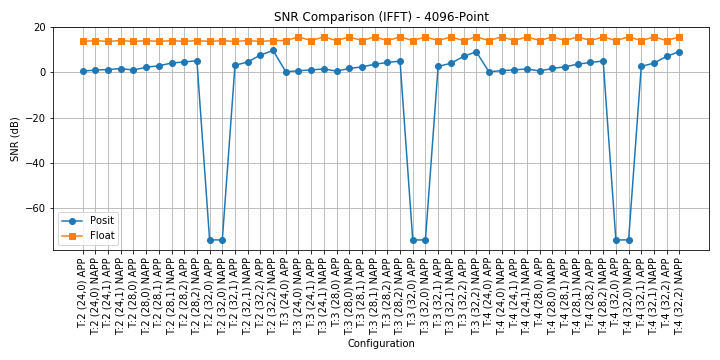 SNR Comparison (IFFT) - 4096-Point
SNR (dB)
20
0
−20
−40
−60
Posit
Float
T:2 (24,0) APP
T:2 (24,0) NAPP
T:2 (24,1) APP
T:2 (24,1) NAPP
T:2 (28,0) APP
T:2 (28,0) NAPP
T:2 (28,1) APP
T:2 (28,1) NAPP
T:2 (28,2) APP
T:2 (28,2) NAPP
T:2 (32,0) APP
T:2 (32,0) NAPP
T:2 (32,1) APP
T:2 (32,1) NAPP
T:2 (32,2) APP
T:2 (32,2) NAPP
T:3 (24,0) APP
T:3 (24,0) NAPP
T:3 (24,1) APP
T:3 (24,1) NAPP
T:3 (28,0) APP
T:3 (28,0) NAPP
T:3 (28,1) APP
T:3 (28,1) NAPP
T:3 (28,2) APP
T:3 (28,2) NAPP
T:3 (32,0) APP
T:3 (32,0) NAPP
T:3 (32,1) APP
T:3 (32,1) NAPP
T:3 (32,2) APP
T:3 (32,2) NAPP
T:4 (24,0) APP
T:4 (24,0) NAPP
T:4 (24,1) APP
T:4 (24,1) NAPP
T:4 (28,0) APP
T:4 (28,0) NAPP
T:4 (28,1) APP
T:4 (28,1) NAPP
T:4 (28,2) APP
T:4 (28,2) NAPP
T:4 (32,0) APP
T:4 (32,0) NAPP
T:4 (32,1) APP
T:4 (32,1) NAPP
T:4 (32,2) APP
T:4 (32,2) NAPP
Configuration